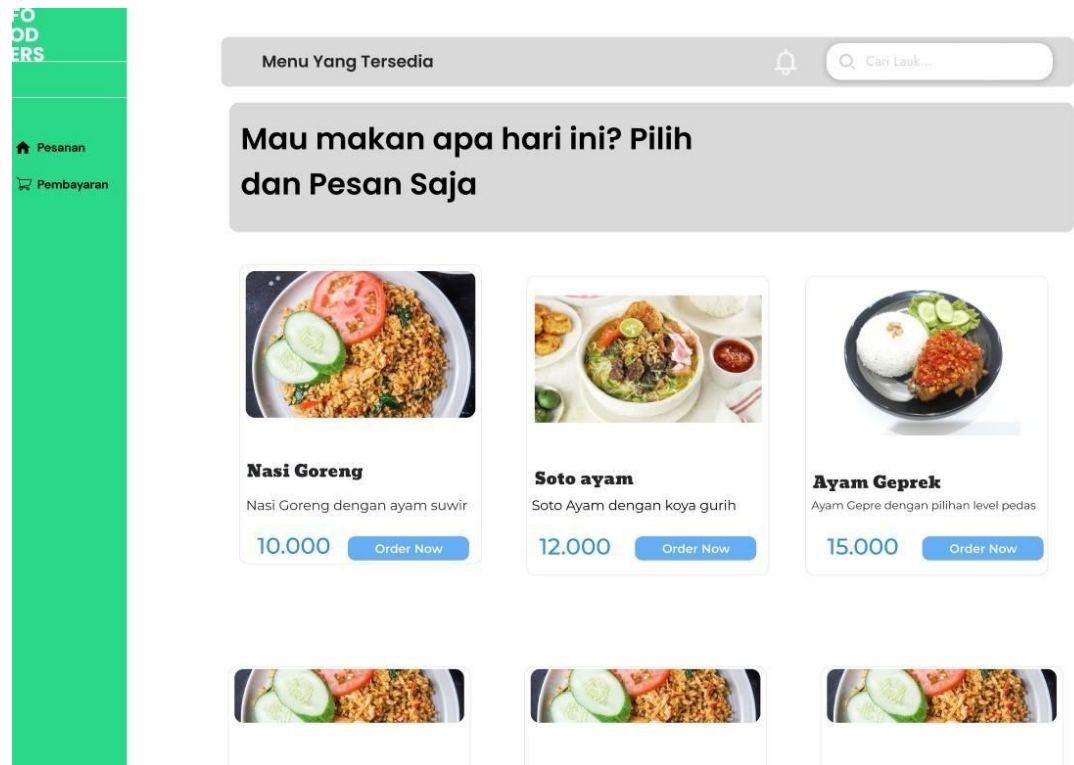 FO
OD
ERS
Menu Yang Tersedia
Cari Lauk...
Pesanan
Pembayaran
Mau makan apa hari ini? Pilih
dan Pesan Saja
Nasi Goreng
Nasi Goreng dengan ayam suwir
10.000
Order Now
Soto ayam
Soto Ayam dengan koya gurih
12.000
Order Now
Ayam Geprek
Ayam Gepre dengan pilihan level pedas
15.000
Order Now